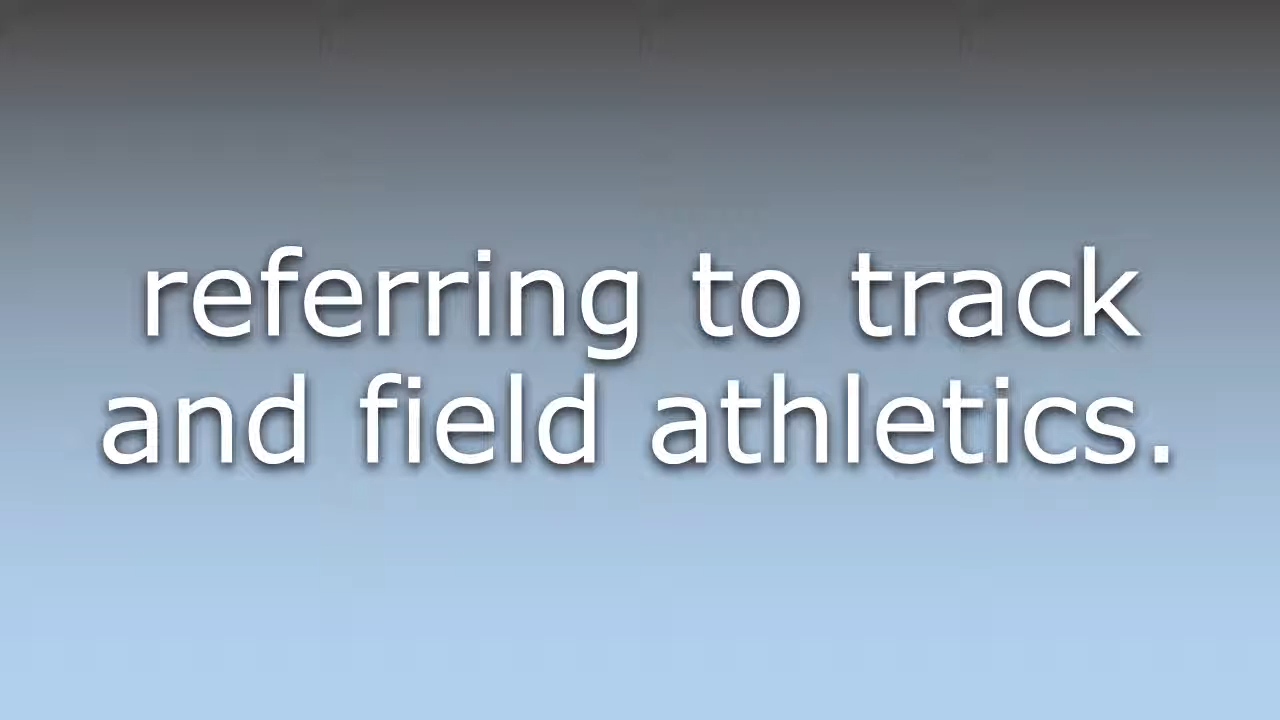 referring to track
and field athletics.